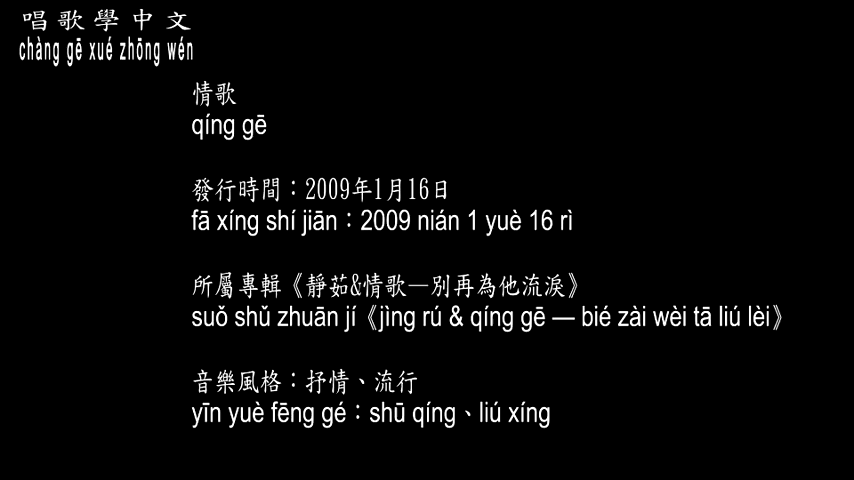 唱歌學中文
chàng gē xué zhōng wén
情歌
qíng gē
發行時間：2009年1月16日
fā xíng shí jiān：2009 nián 1 yuè 16 rì
所屬專輯《靜茹&情歌—別再為他流淚》
suǒ shǔ zhuān jí《jìng rú & qíng gē — bié zài wèi tā liú lèi》
音樂風格：抒情、流行
yīn yuè fēng gé：shū qíng、liú xíng